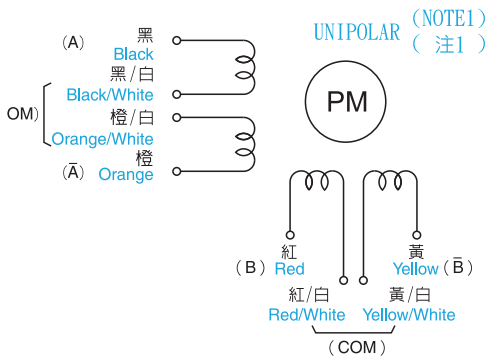 (A) 黑
Black
黑/白
Black/White
OM)
橙/白
Orange/White
橙
(Ā) Orange
UNIPOLAR (NOTE1)
( 注1 )
PM
紅
(B) Red
紅/白
Red/White
黃
Yellow (B̄)
黃/白
Yellow/White
(COM)